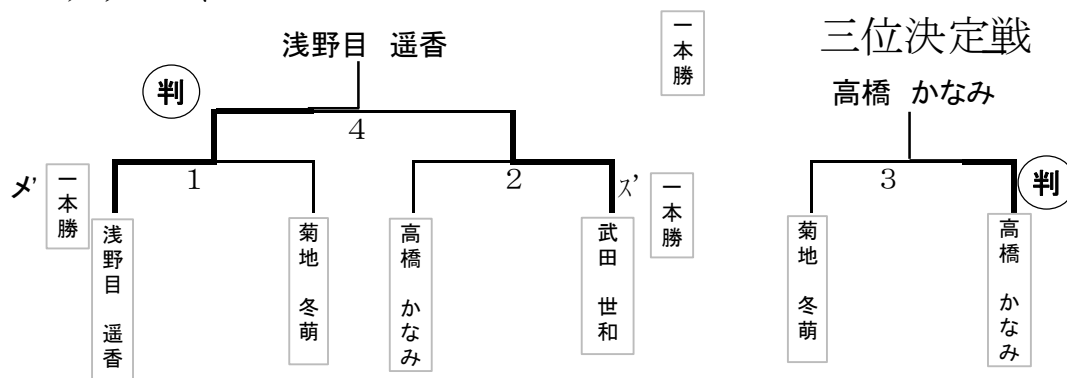 浅野目 遥香
一本勝
三位決定戦
判
4
高橋 かなみ
メ'
一本勝
1
2
ズ'
一本勝
3
判
浅野目 遥香
菊地 冬萌
高橋 かなみ
武田 世和
菊地 冬萌
高橋 かなみ